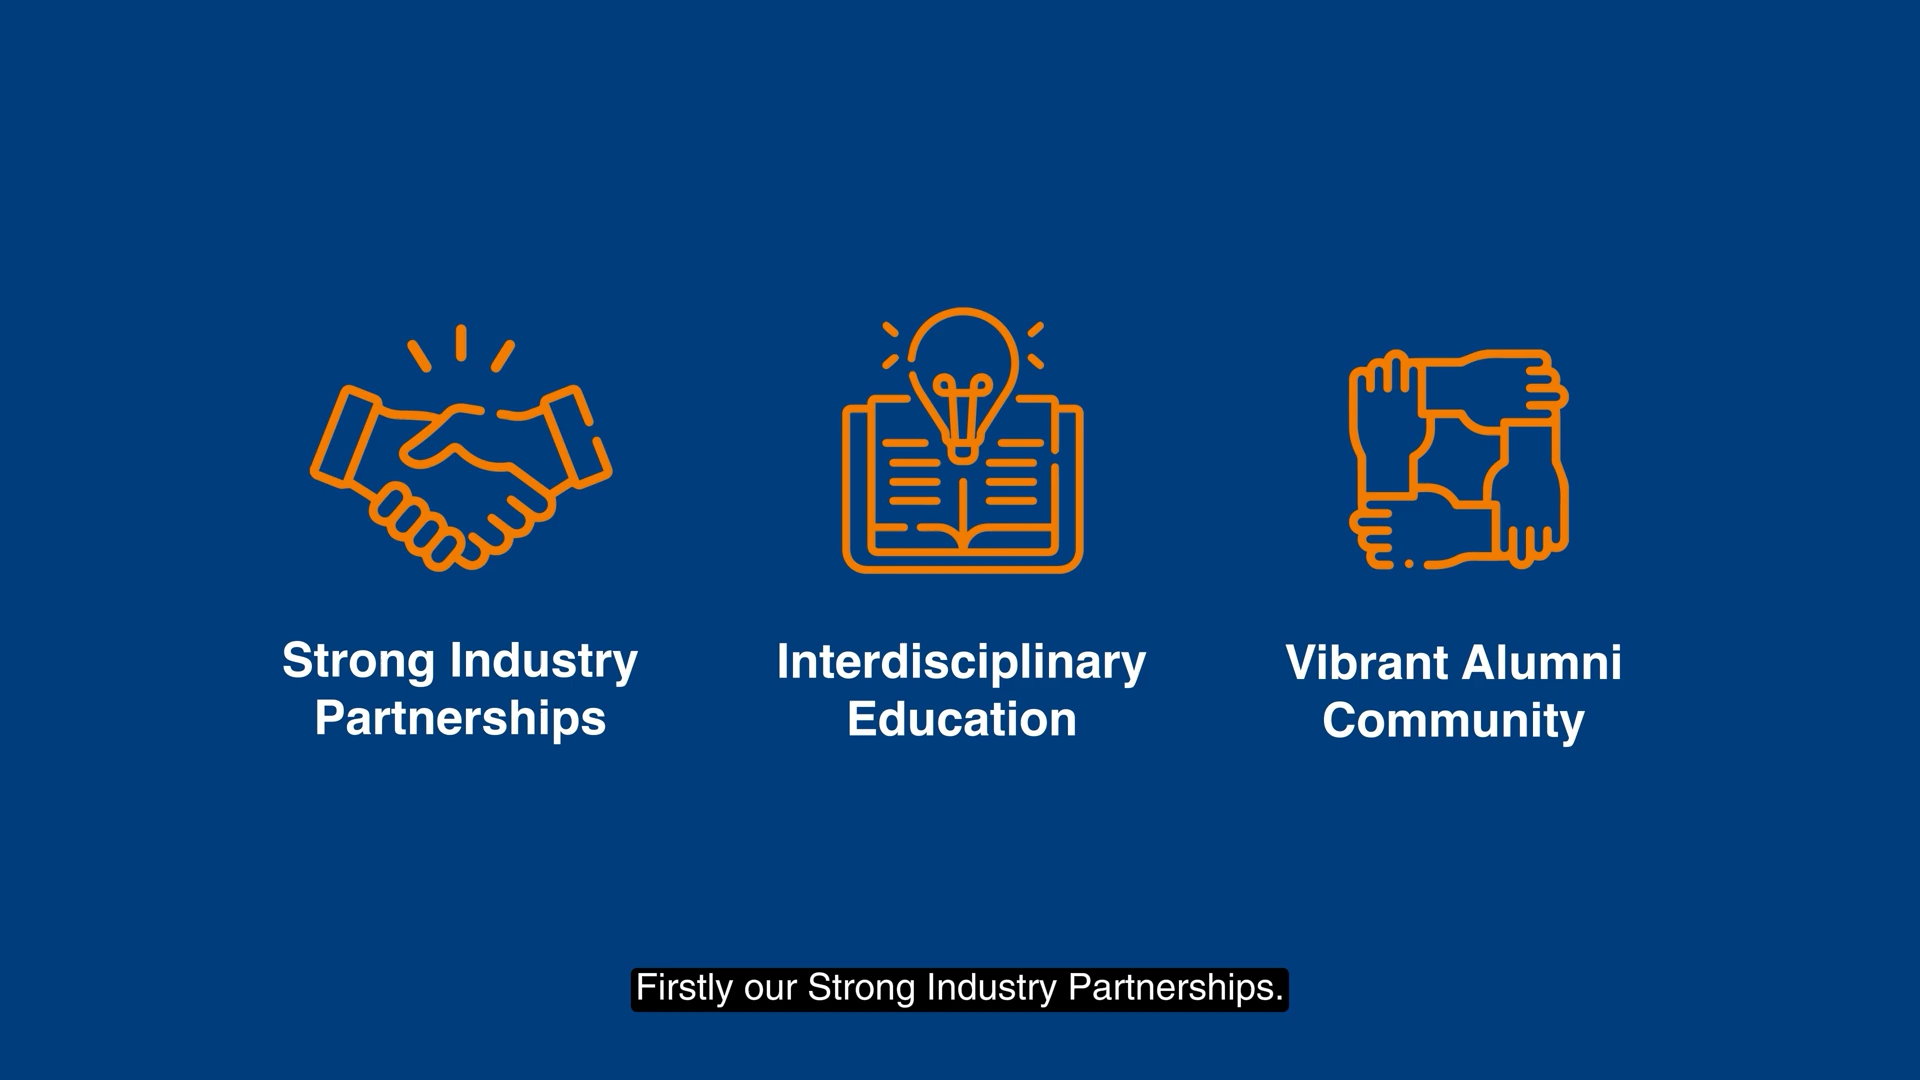 Strong Industry
Partnerships
Interdisciplinary
Education
Vibrant Alumni
Community
Firstly our Strong Industry Partnerships.